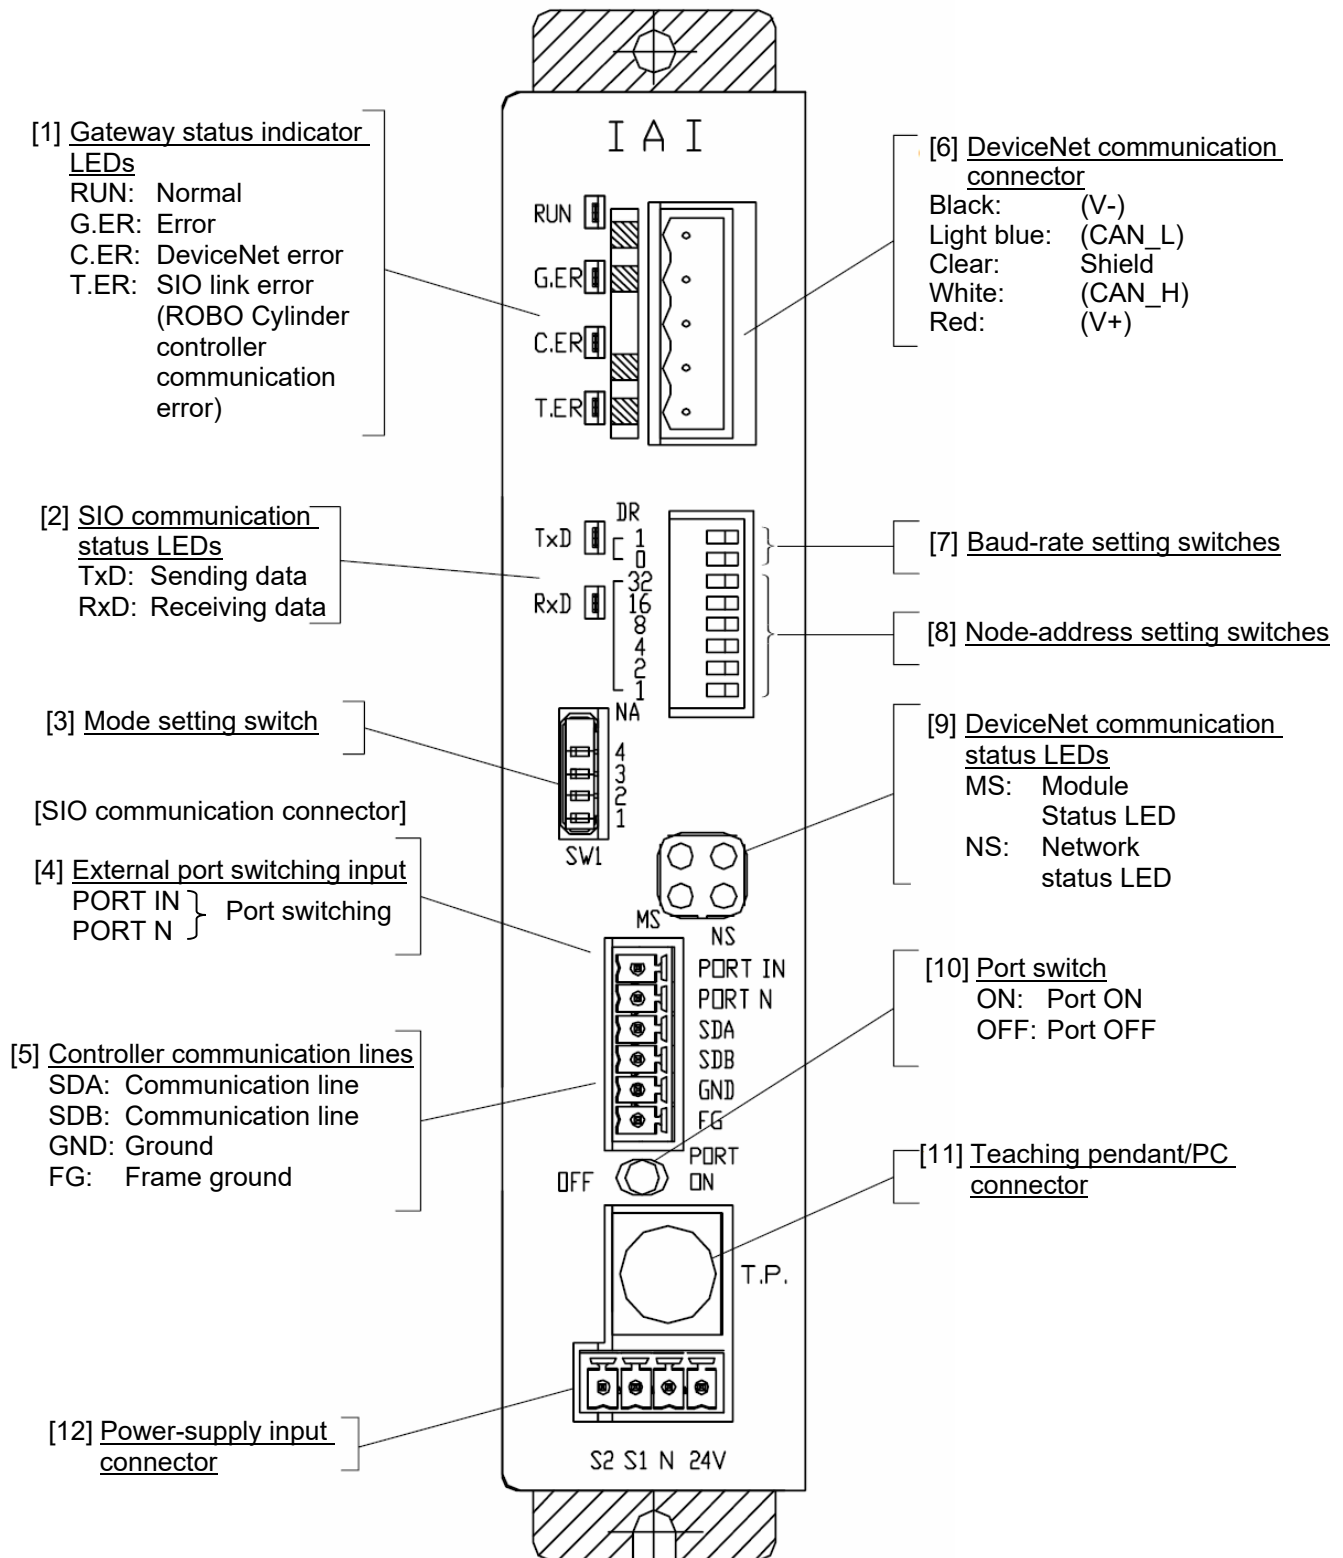 [1] Gateway status indicator
LEDs
RUN: Normal
G.ER: Error
C.ER: DeviceNet error
T.ER: SIO link error
(ROBO Cylinder
controller
communication
error)
[2] SIO communication
status LEDs
TxD: Sending data
RxD: Receiving data
[3] Mode setting switch
[SIO communication connector]
[4] External port switching input
PORT IN
PORT N
Port switching
[5] Controller communication lines
SDA: Communication line
SDB: Communication line
GND: Ground
FG: Frame ground
[12] Power-supply input
connector
IAI
RUN
G.ER
C.ER
T.ER
DR
TxD
1
0
RxD
32
16
8
4
2
1
NA
4
3
2
1
SW1
MS
NS
PORT IN
PORT N
SDA
SDB
GND
FG
OFF
PORT
ON
T.P.
S2 S1 N 24V
[6] DeviceNet communication
connector
Black: (V-)
Light blue: (CAN_L)
Clear: Shield
White: (CAN_H)
Red: (V+)
[7] Baud-rate setting switches
[8] Node-address setting switches
[9] DeviceNet communication
status LEDs
MS: Module
Status LED
NS: Network
status LED
[10] Port switch
ON: Port ON
OFF: Port OFF
[11] Teaching pendant/PC
connector